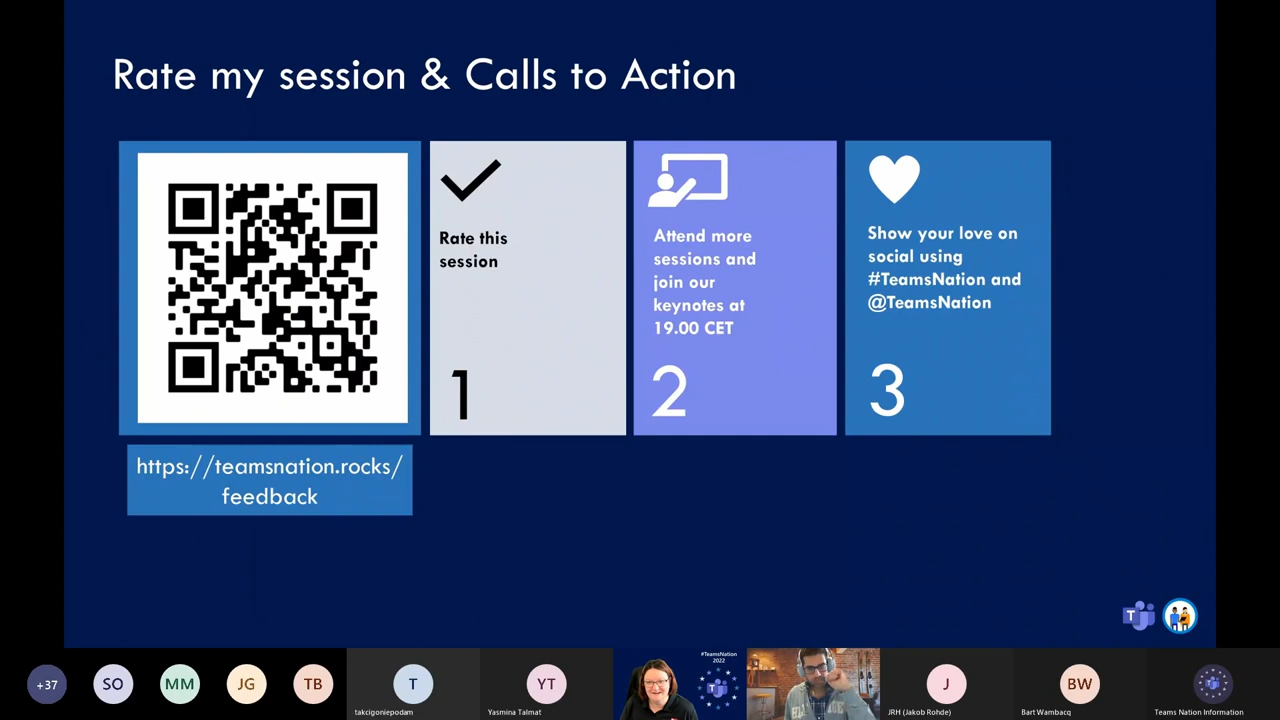 Rate my session & Calls to Action
Rate this
session
1
Attend more
sessions and
join our
keynotes at
19.00 CET
2
Show your love on
social using
#TeamsNation and
@TeamsNation
3
https://teamsnation.rocks/
feedback
T
+37
SO
MM
JG
TB
T
takcigoniepodam
YT
Yasmina Talmat
#TeamsNation
2022
J
JRH (Jakob Rohde)
BW
Bart Wambacq
Teams Nation Information